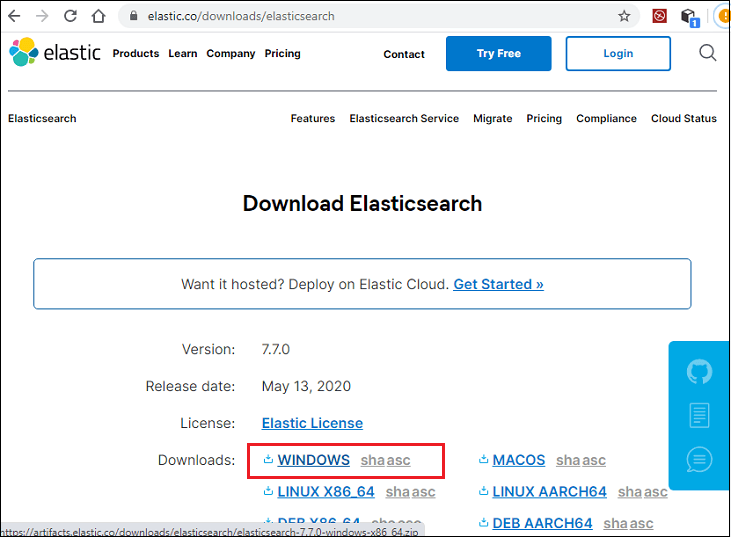 elastic.co/downloads/elasticsearch
1
elastic Products Learn Company Pricing Contact Try Free Login
Elasticsearch Features Elasticsearch Service Migrate Pricing Compliance Cloud Status
Download Elasticsearch
Want it hosted? Deploy on Elastic Cloud. Get Started »
Version: 7.7.0
Release date: May 13, 2020
License: Elastic License
Downloads: WINDOWS sha asc MACOS sha asc
LINUX X86_64 sha asc LINUX AARCH64 sha asc
DEB X86_64 sha asc DEB AARCH64 sha asc
https://artifacts.elastic.co/downloads/elasticsearch/elasticsearch-7.7.0-windows-x86_64.zip